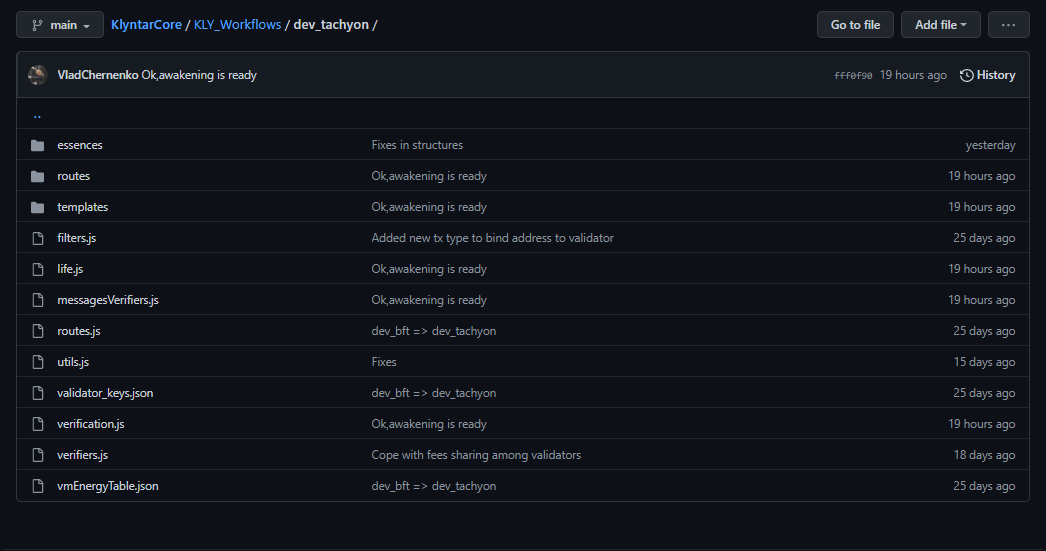 main KlyntarCore / KLY_Workflows / dev_tachyon / Go to file Add file ...
VladChernenko Ok,awakening is ready fff0f90 19 hours ago History
..
essences Fixes in structures yesterday
routes Ok,awakening is ready 19 hours ago
templates Ok,awakening is ready 19 hours ago
filters.js Added new tx type to bind address to validator 25 days ago
life.js Ok,awakening is ready 19 hours ago
messagesVerifiers.js Ok,awakening is ready 19 hours ago
routes.js dev_bft => dev_tachyon 25 days ago
utils.js Fixes 15 days ago
validator_keys.json dev_bft => dev_tachyon 25 days ago
verification.js Ok,awakening is ready 19 hours ago
verifiers.js Cope with fees sharing among validators 18 days ago
vmEnergyTable.json dev_bft => dev_tachyon 25 days ago